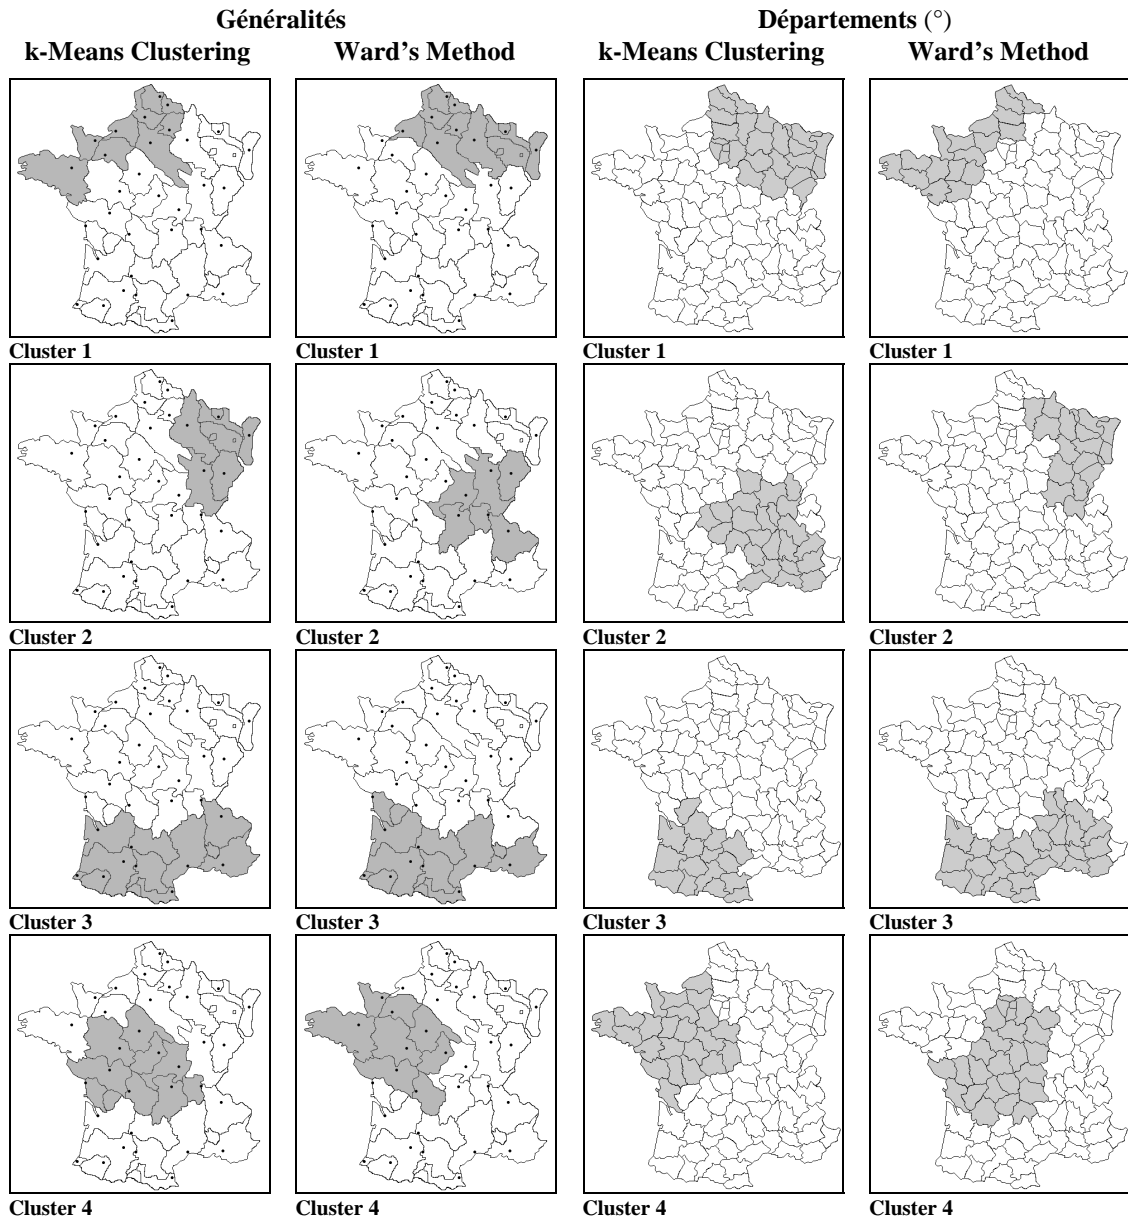 Généralités Départements (°)
k-Means Clustering Ward's Method k-Means Clustering Ward's Method
Cluster 1 Cluster 1 Cluster 1 Cluster 1
Cluster 2 Cluster 2 Cluster 2 Cluster 2
Cluster 3 Cluster 3 Cluster 3 Cluster 3
Cluster 4 Cluster 4 Cluster 4 Cluster 4